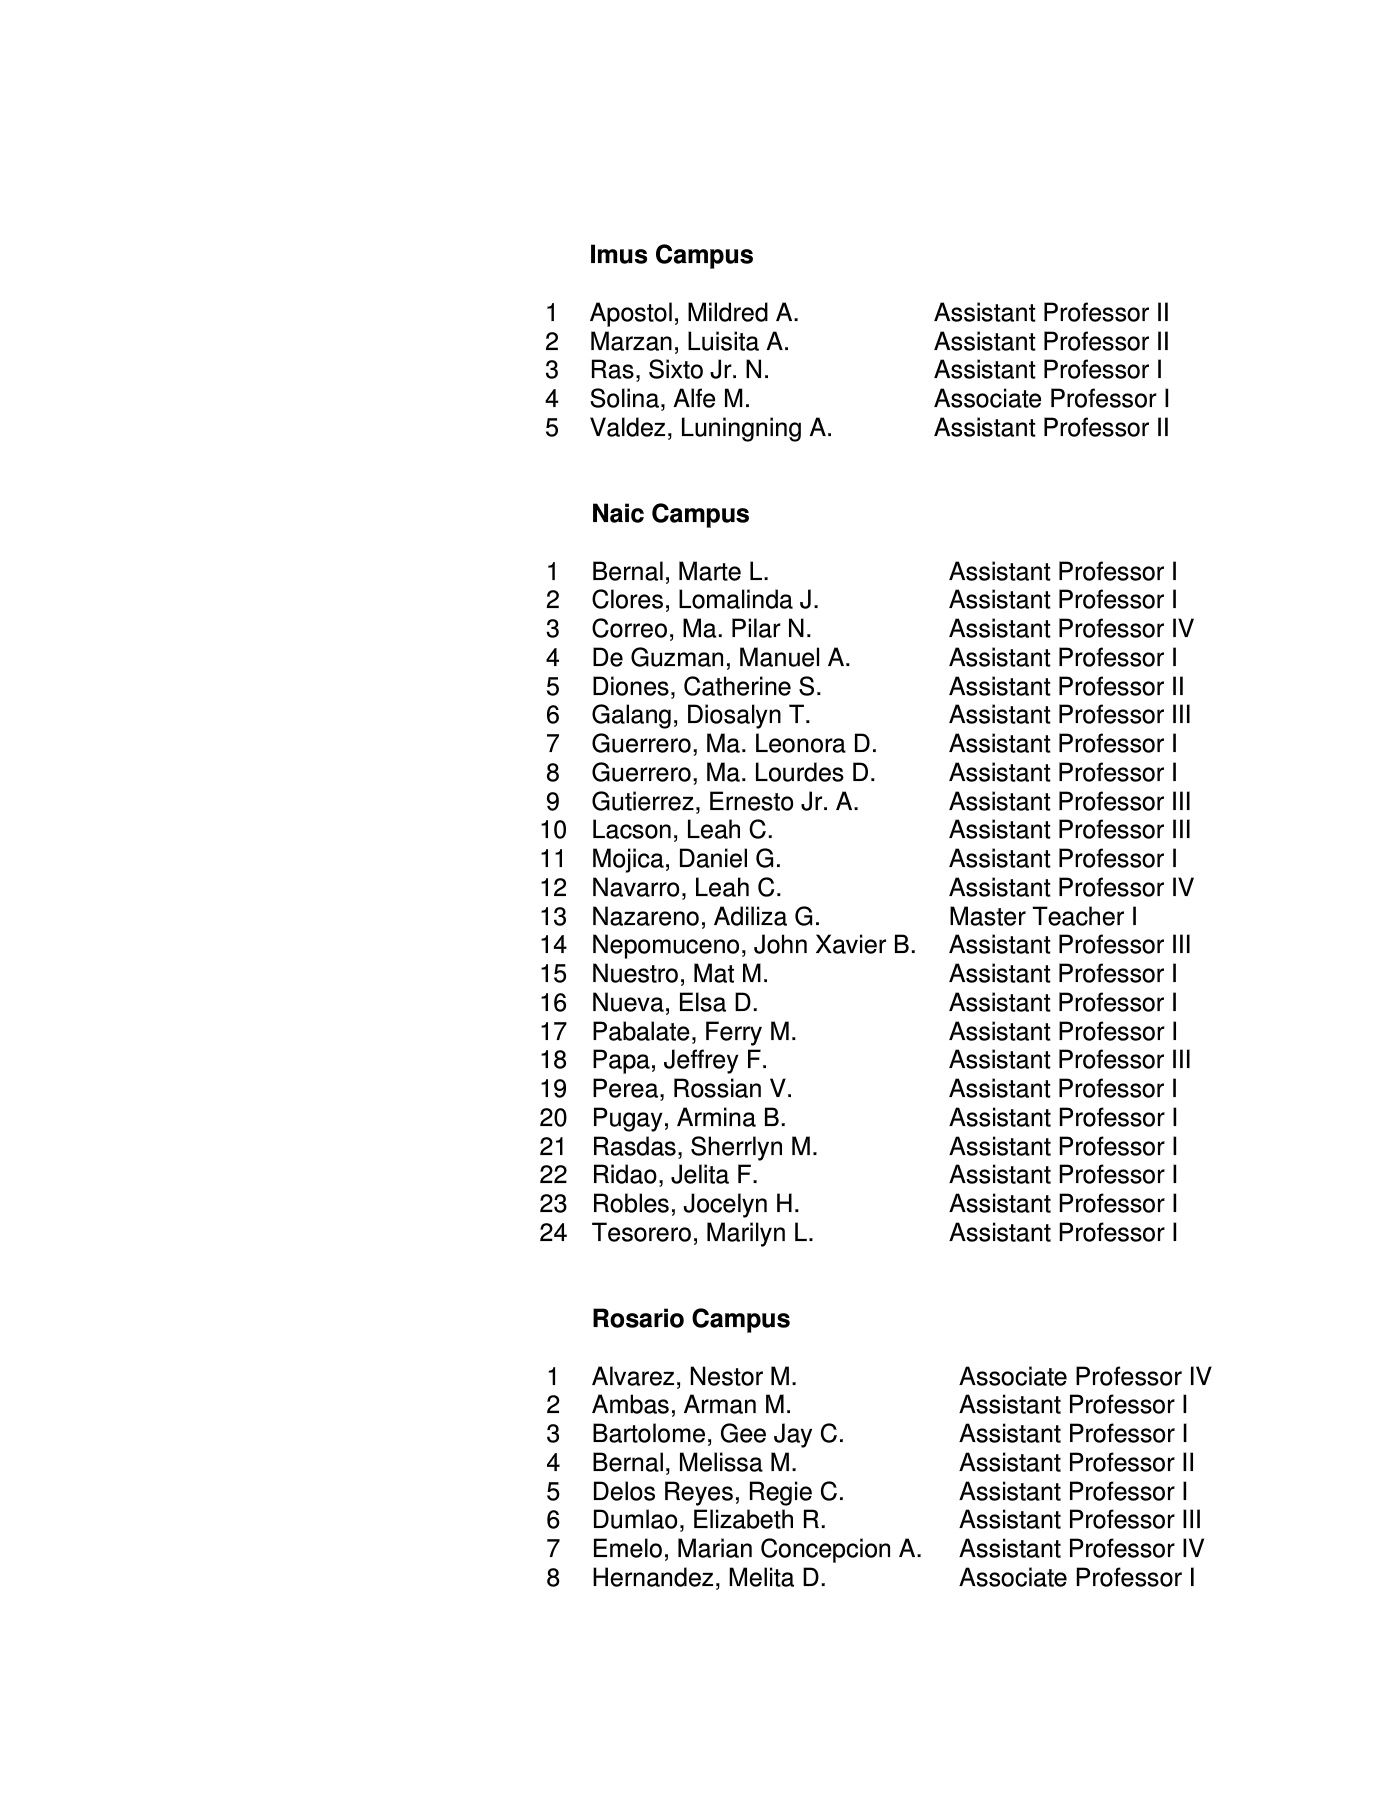 Imus Campus
1 Apostol, Mildred A. Assistant Professor II
2 Marzan, Luisita A. Assistant Professor II
3 Ras, Sixto Jr. N. Assistant Professor I
4 Solina, Alfe M. Associate Professor I
5 Valdez, Luningning A. Assistant Professor II
Naic Campus
1 Bernal, Marte L. Assistant Professor I
2 Clores, Lomalinda J. Assistant Professor I
3 Correo, Ma. Pilar N. Assistant Professor IV
4 De Guzman, Manuel A. Assistant Professor I
5 Diones, Catherine S. Assistant Professor II
6 Galang, Diosalyn T. Assistant Professor III
7 Guerrero, Ma. Leonora D. Assistant Professor I
8 Guerrero, Ma. Lourdes D. Assistant Professor I
9 Gutierrez, Ernesto Jr. A. Assistant Professor III
10 Lacson, Leah C. Assistant Professor III
11 Mojica, Daniel G. Assistant Professor I
12 Navarro, Leah C. Assistant Professor IV
13 Nazareno, Adiliza G. Master Teacher I
14 Nepomuceno, John Xavier B. Assistant Professor III
15 Nuestro, Mat M. Assistant Professor I
16 Nueva, Elsa D. Assistant Professor I
17 Pabalate, Ferry M. Assistant Professor I
18 Papa, Jeffrey F. Assistant Professor III
19 Perea, Rossian V. Assistant Professor I
20 Pugay, Armina B. Assistant Professor I
21 Rasdas, Sherrlyn M. Assistant Professor I
22 Ridao, Jelita F. Assistant Professor I
23 Robles, Jocelyn H. Assistant Professor I
24 Tesorero, Marilyn L. Assistant Professor I
Rosario Campus
1 Alvarez, Nestor M. Associate Professor IV
2 Ambas, Arman M. Assistant Professor I
3 Bartolome, Gee Jay C. Assistant Professor I
4 Bernal, Melissa M. Assistant Professor II
5 Delos Reyes, Regie C. Assistant Professor I
6 Dumlao, Elizabeth R. Assistant Professor III
7 Emelo, Marian Concepcion A. Assistant Professor IV
8 Hernandez, Melita D. Associate Professor I